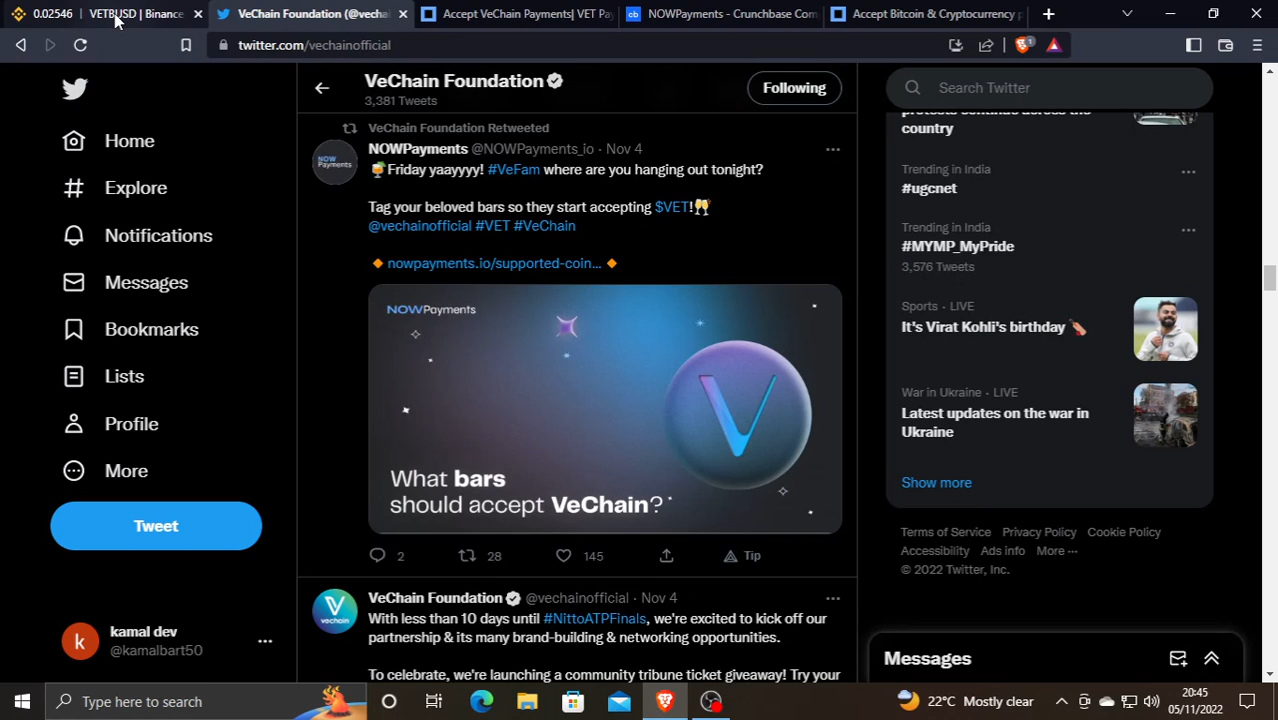 0.02546 | VETBUSD | Binance
VeChain Foundation (@vechai
Accept VeChain Payments| VET Pa
cb NOWPayments - Crunchbase Com
Accept Bitcoin & Cryptocurrency p
twitter.com/vechainofficial
1
VeChain Foundation
3,381 Tweets
Following
Search Twitter
Home
Explore
Notifications
Messages
Bookmarks
Lists
Profile
More
Tweet
kamal dev
@kamalbart50
VeChain Foundation Retweeted
NOW Payments
NOWPayments @NOWPayments_io · Nov 4
🍹Friday yaayyyy! #VeFam where are you hanging out tonight?
Tag your beloved bars so they start accepting $VET!🥂
@vechainofficial #VET #VeChain
🔸 nowpayments.io/supported-coin... 🔸
NOWPayments
What bars
should accept VeChain?
2
28
145
Tip
vechain
VeChain Foundation @vechainofficial · Nov 4
With less than 10 days until #NittoATPFinals, we're excited to kick off our
partnership & its many brand-building & networking opportunities.
To celebrate, we're launching a community tribune ticket giveaway! Try your
protests continue across the
country
Trending in India
#ugcnet
Trending in India
#MYMP_MyPride
3,576 Tweets
Sports · LIVE
It's Virat Kohli's birthday 🏏
War in Ukraine · LIVE
Latest updates on the war in
Ukraine
Show more
Terms of Service Privacy Policy Cookie Policy
Accessibility Ads info More ···
© 2022 Twitter, Inc.
Messages
Type here to search
22°C Mostly clear
20:45
05/11/2022